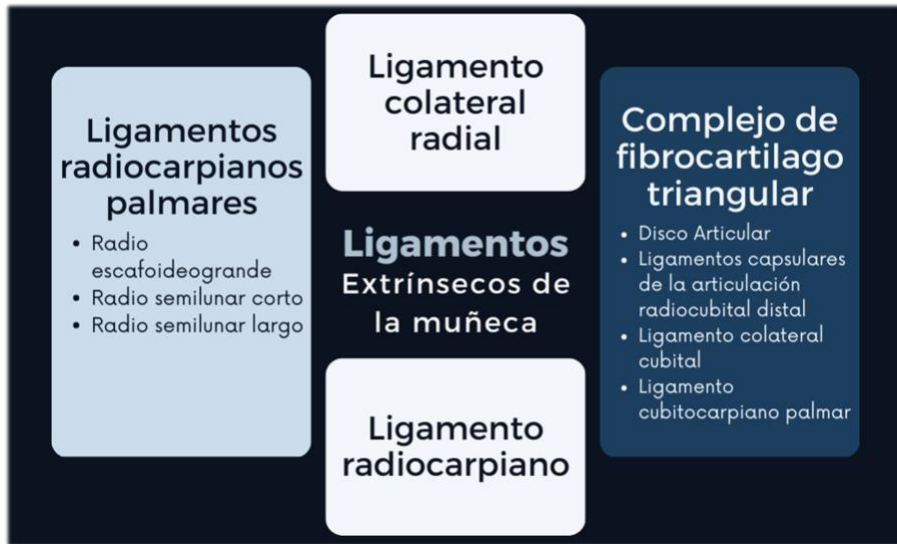 Ligamentos
radiocarpianos
palmares
• Radio
escafoideogrande
• Radio semilunar corto
• Radio semilunar largo
Ligamento
colateral
radial
Ligamentos
Extrínsecos de
la muñeca
Ligamento
radiocarpiano
Complejo de
fibrocartilago
triangular
• Disco Articular
• Ligamentos capsulares
de la articulación
radiocubital distal
• Ligamento colateral
cubital
• Ligamento
cubitocarpiano palmar